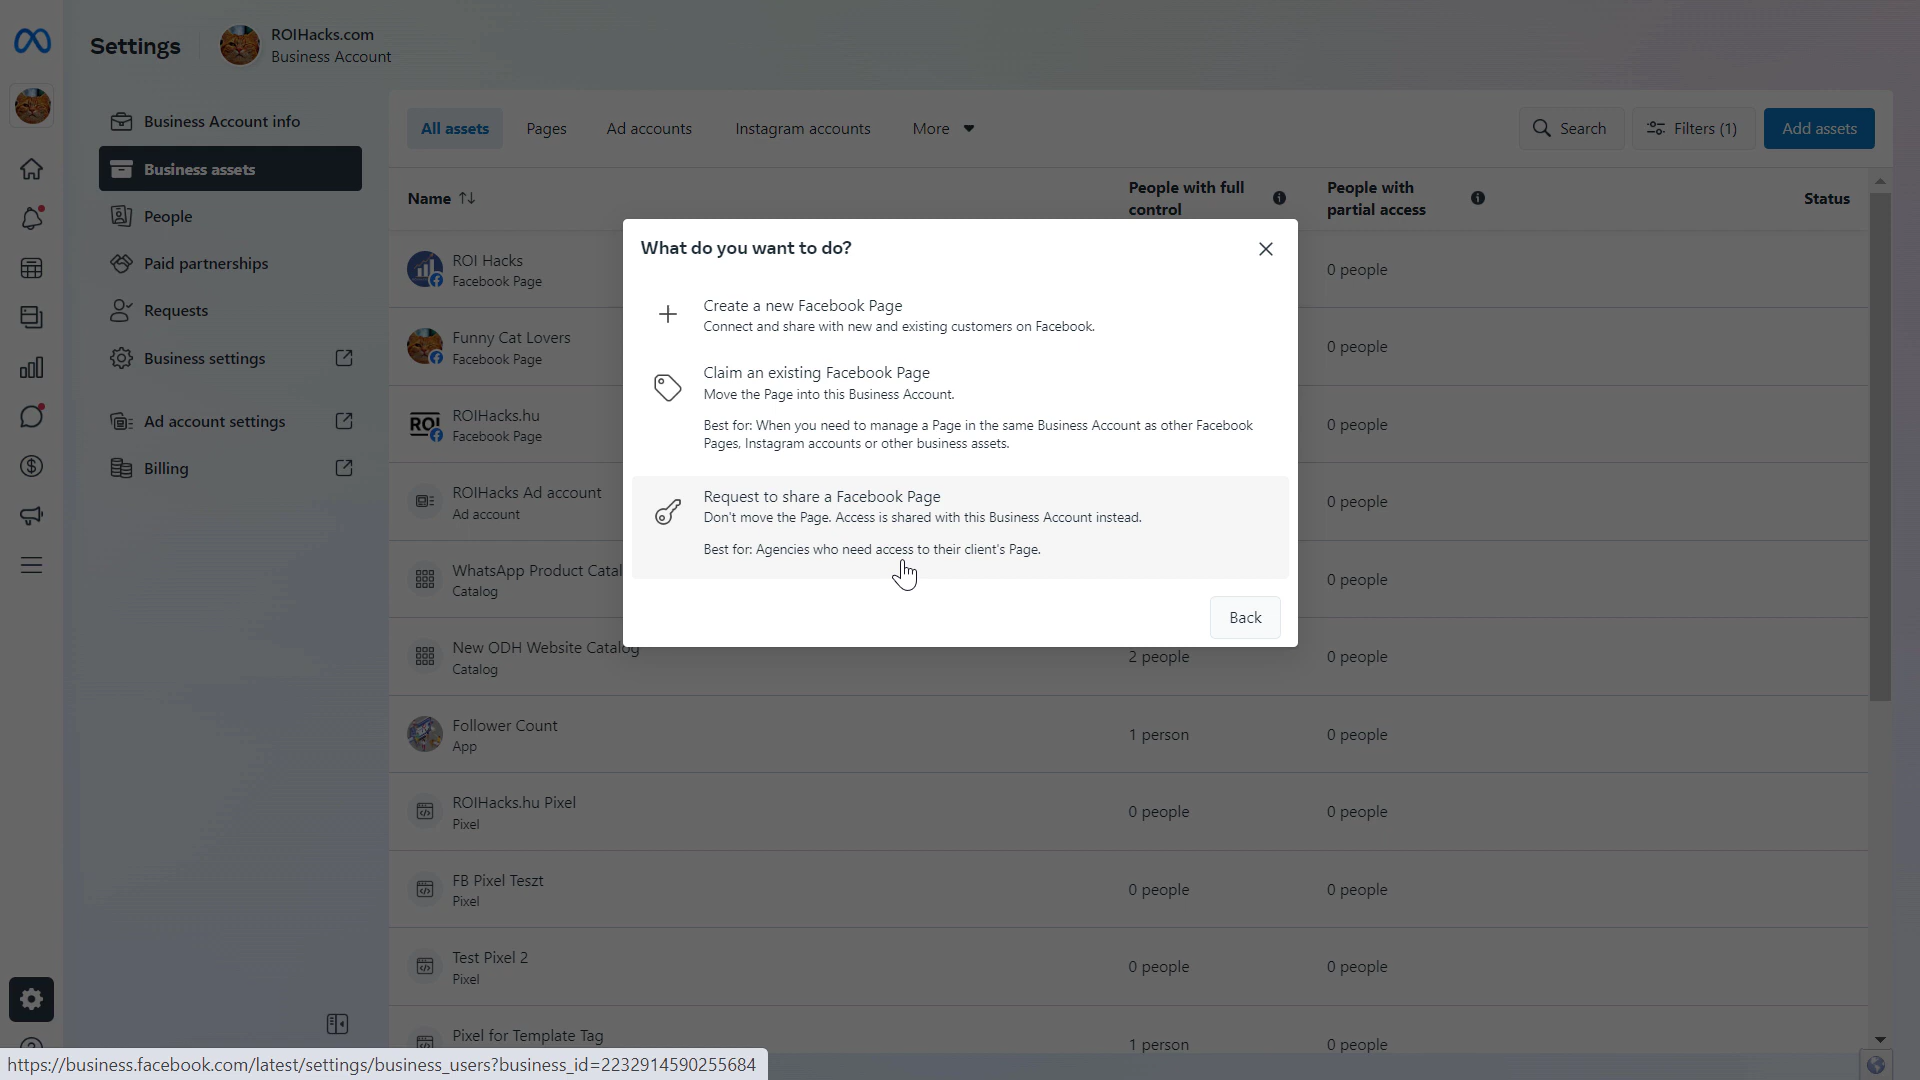 Settings
ROIHacks.com
Business Account
Business Account info
Business assets
People
Paid partnerships
Requests
Business settings
Ad account settings
Billing
All assets
Pages
Ad accounts
Instagram accounts
More
Search
Filters (1)
Add assets
Name
People with full
control
People with
partial access
Status
ROI Hacks
Facebook Page
0 people
Funny Cat Lovers
Facebook Page
0 people
ROI
ROIHacks.hu
Facebook Page
0 people
ROIHacks Ad account
Ad account
0 people
WhatsApp Product Catal
Catalog
0 people
New ODH Website Catalog
Catalog
2 people
0 people
Follower Count
App
1 person
0 people
ROIHacks.hu Pixel
Pixel
0 people
0 people
FB Pixel Teszt
Pixel
0 people
0 people
Test Pixel 2
Pixel
0 people
0 people
Pixel for Template Tag
1 person
0 people
What do you want to do?
Create a new Facebook Page
Connect and share with new and existing customers on Facebook.
Claim an existing Facebook Page
Move the Page into this Business Account.
Best for: When you need to manage a Page in the same Business Account as other Facebook
Pages, Instagram accounts or other business assets.
Request to share a Facebook Page
Don't move the Page. Access is shared with this Business Account instead.
Best for: Agencies who need access to their client's Page.
Back
https://business.facebook.com/latest/settings/business_users?business_id=2232914590255684